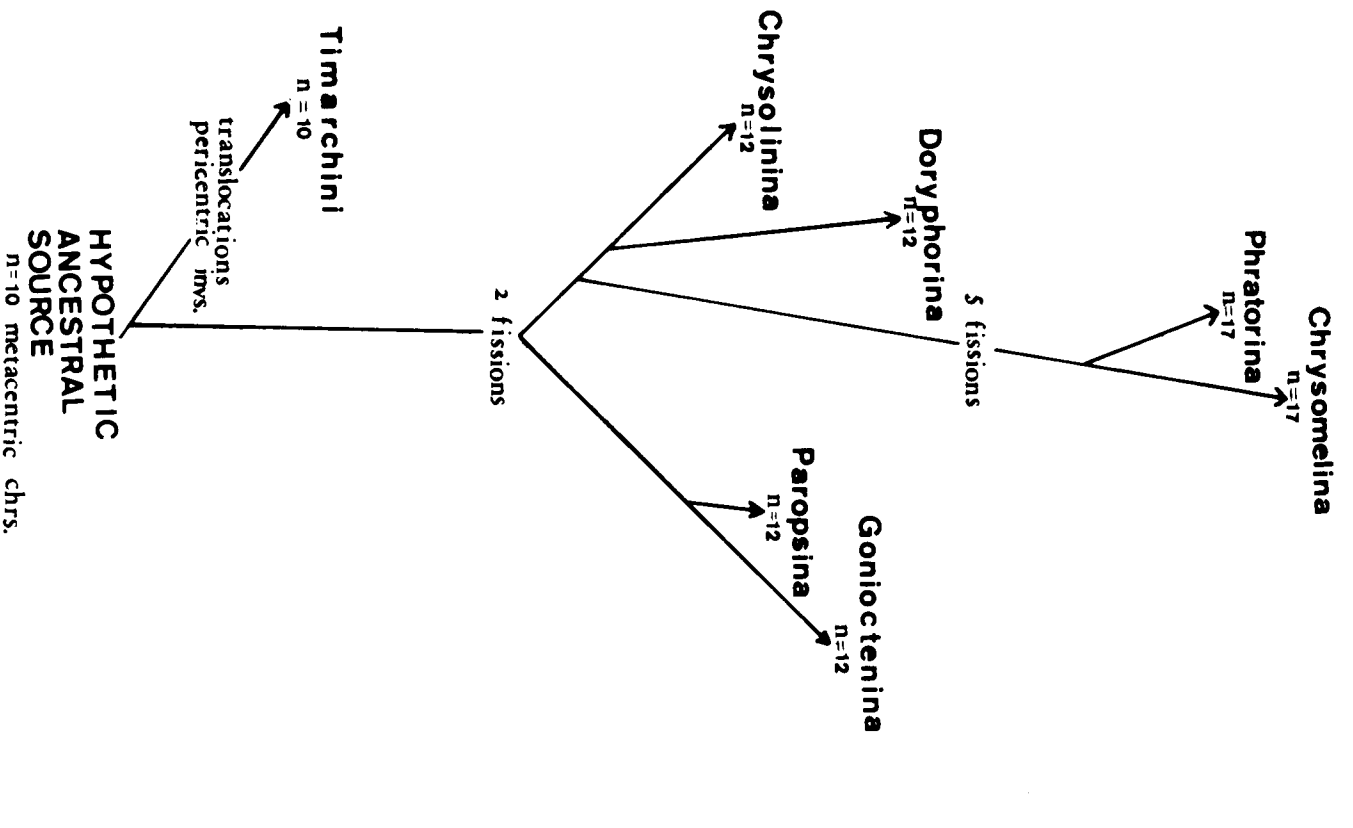 Chrysomelina
n=17
Phratorina
n=17
5 fissions
Doryphorina
n=12
Gonioctenina
n=12
Paropsina
n=12
Chrysolinina
n=12
2 fissions
Timarchini
n=10
translocations
pericentric invs.
HYPOTHETIC
ANCESTRAL
SOURCE
n=10 metacentric chrs.